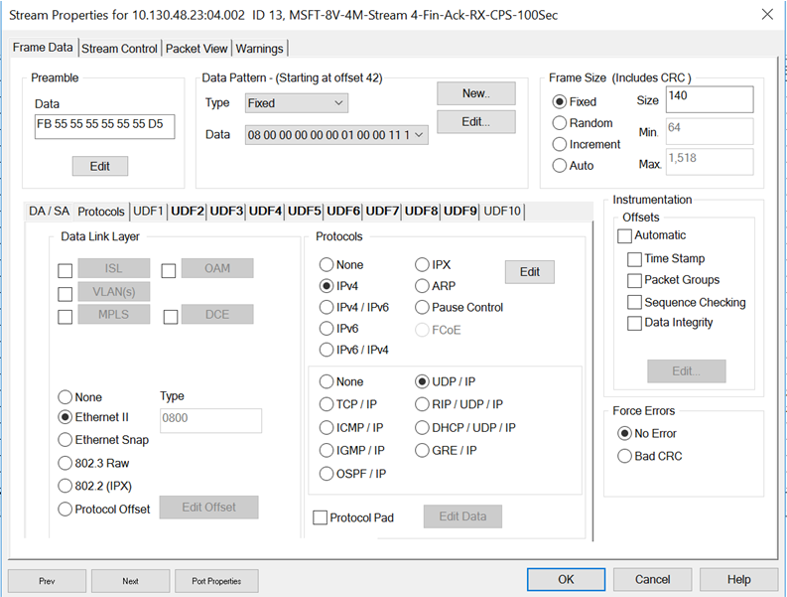 Stream Properties for 10.130.48.23:04.002  ID 13, MSFT-8V-4M-Stream 4-Fin-Ack-RX-CPS-100Sec
Frame Data Stream Control Packet View Warnings
Preamble
Data
FB 55 55 55 55 55 55 D5
Edit
Data Pattern - (Starting at offset 42)
Type Fixed New..
Data 08 00 00 00 00 00 01 00 00 11 1 Edit...
Frame Size (Includes CRC )
Fixed Size 140
Random Min. 64
Increment
Auto Max. 1,518
DA / SA Protocols UDF1 UDF2 UDF3 UDF4 UDF5 UDF6 UDF7 UDF8 UDF9 UDF10
Data Link Layer
ISL OAM
VLAN(s)
MPLS DCE
None Type
Ethernet II 0800
Ethernet Snap
802.3 Raw
802.2 (IPX)
Protocol Offset Edit Offset
Protocols
None IPX Edit
IPv4 ARP
IPv4 / IPv6 Pause Control
IPv6 FCoE
IPv6 / IPv4
None UDP / IP
TCP / IP RIP / UDP / IP
ICMP / IP DHCP / UDP / IP
IGMP / IP GRE / IP
OSPF / IP
Protocol Pad Edit Data
Instrumentation
Offsets
Automatic
Time Stamp
Packet Groups
Sequence Checking
Data Integrity
Edit...
Force Errors
No Error
Bad CRC
Prev Next Port Properties OK Cancel Help